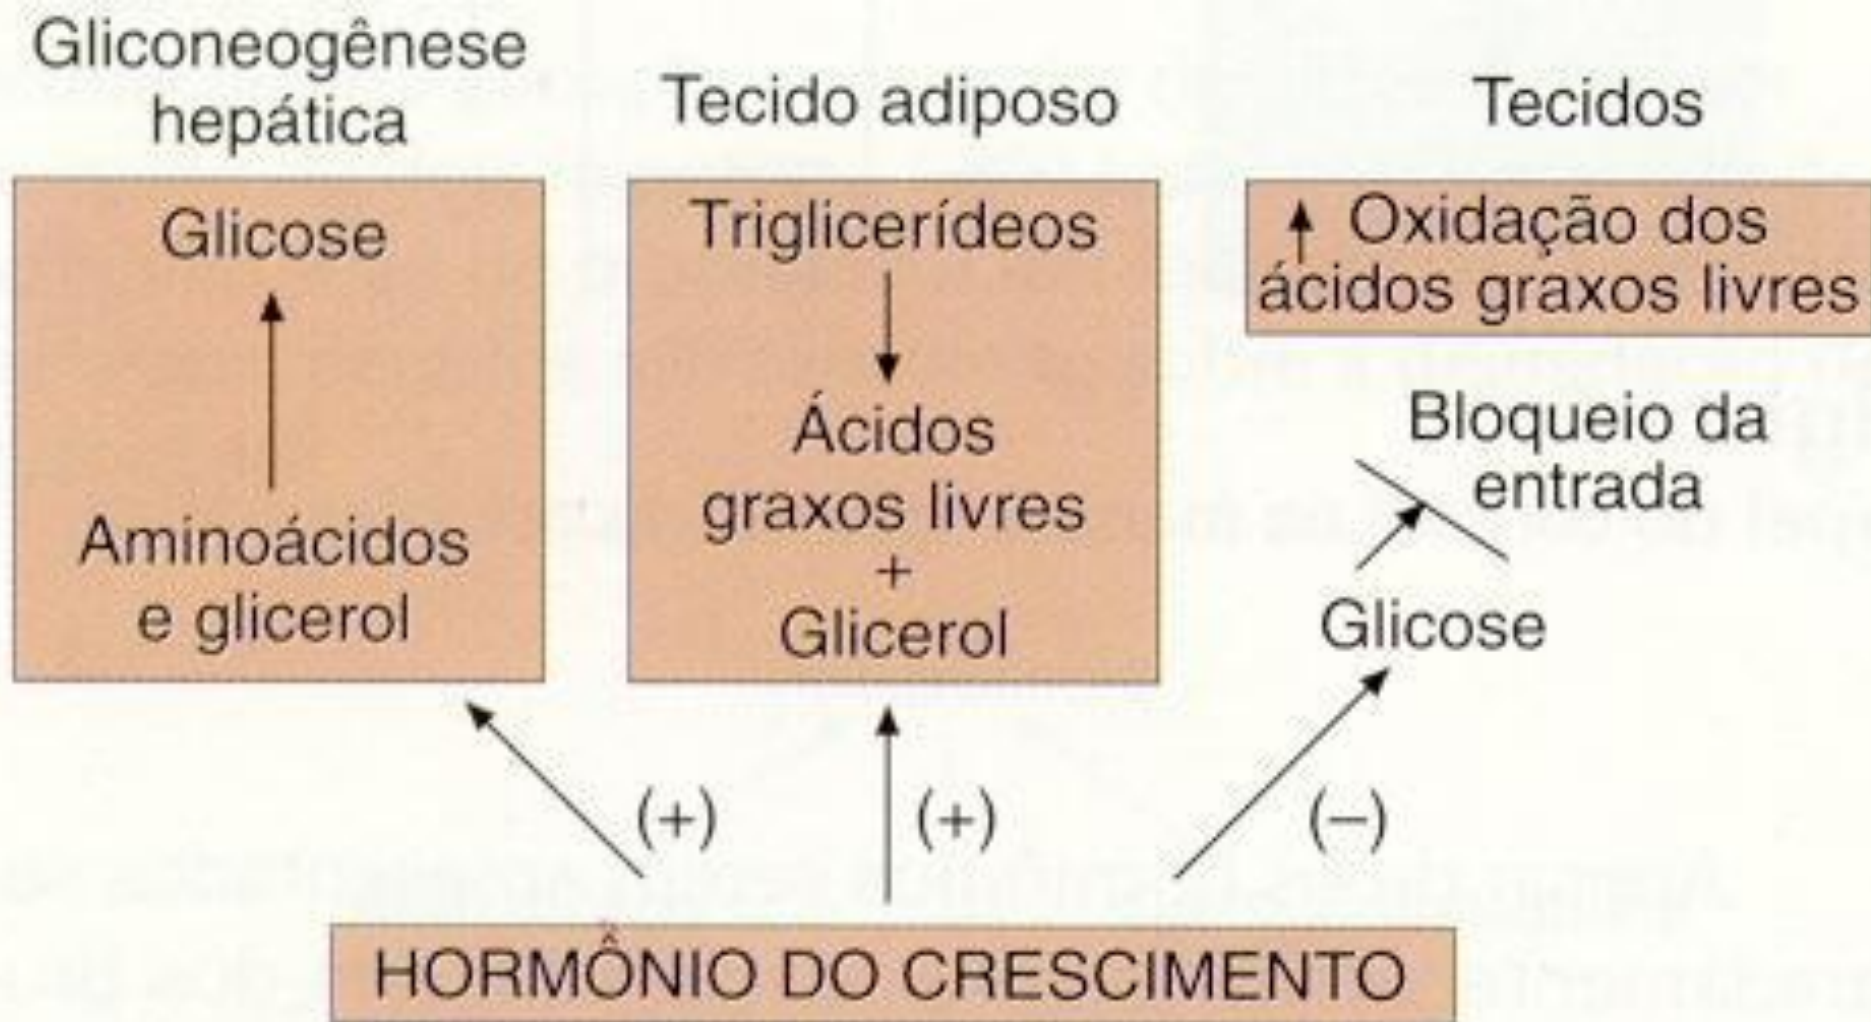 Gliconeogênese
hepática
Glicose
Aminoácidos
e glicerol
Tecido adiposo
Triglicerídeos
Ácidos
graxos livres
+
Glicerol
Tecidos
Oxidação dos
ácidos graxos livres
Bloqueio da
entrada
Glicose
(+)
(+)
(−)
HORMÔNIO DO CRESCIMENTO